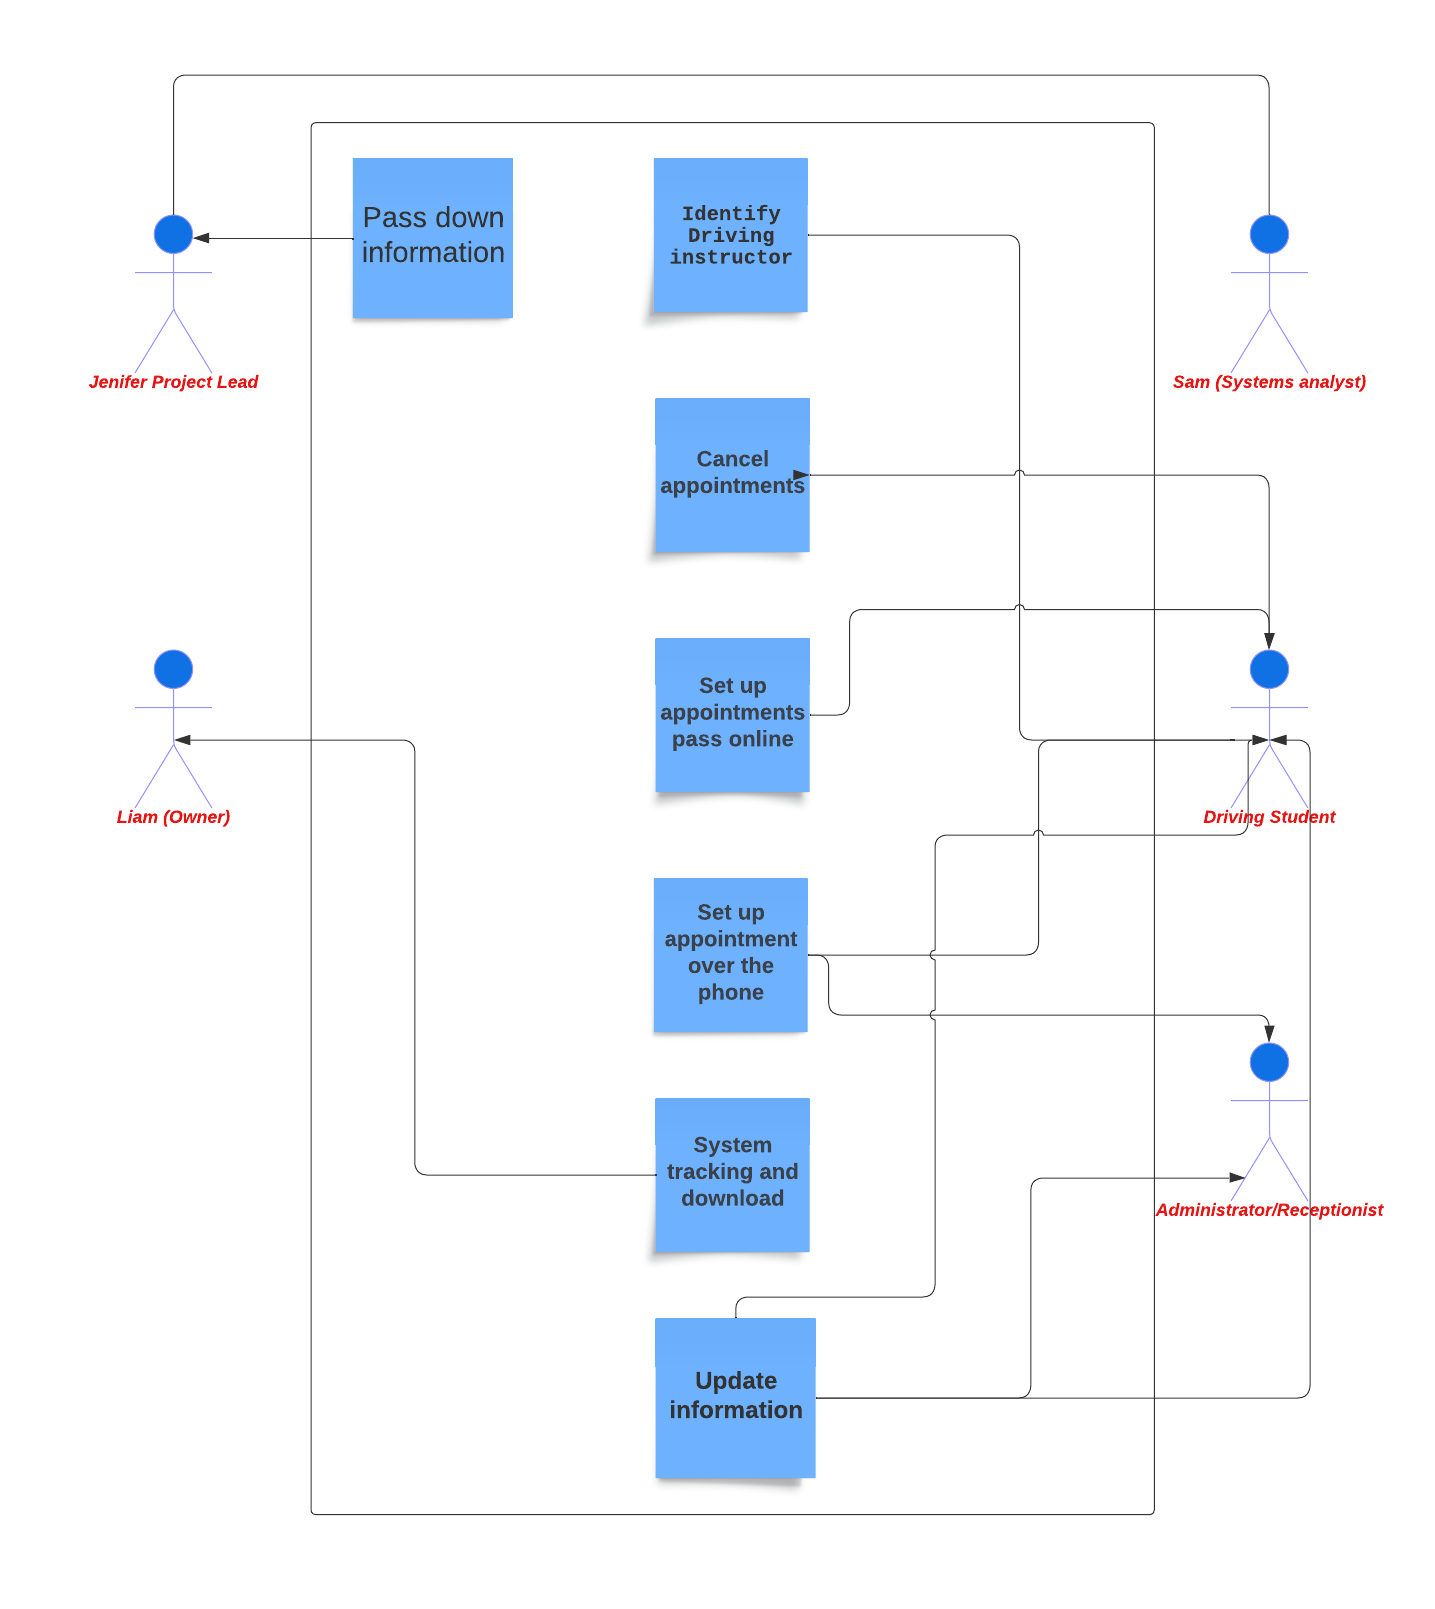 Pass down
information
Identify
Driving
instructor
Jenifer Project Lead
Sam (Systems analyst)
Cancel
appointments
Set up
appointments
pass online
Liam (Owner)
Driving Student
Set up
appointment
over the
phone
System
tracking and
download
Administrator/Receptionist
Update
information